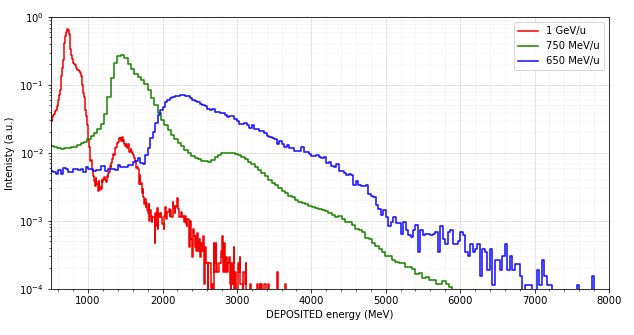 10⁰
10⁻¹
10⁻²
10⁻³
10⁻⁴
Intenisty (a.u.)
1 GeV/u
750 MeV/u
650 MeV/u
1000 2000 3000 4000 5000 6000 7000 8000
DEPOSITED energy (MeV)